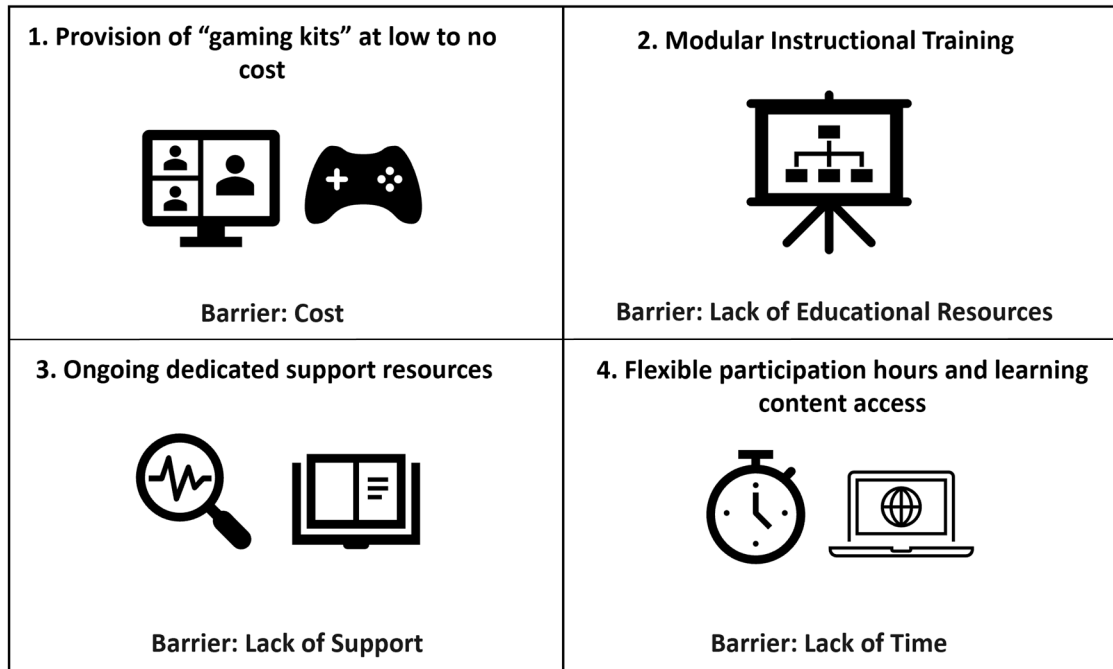 1. Provision of “gaming kits” at low to no
cost
Barrier: Cost
2. Modular Instructional Training
Barrier: Lack of Educational Resources
3. Ongoing dedicated support resources
Barrier: Lack of Support
4. Flexible participation hours and learning
content access
Barrier: Lack of Time